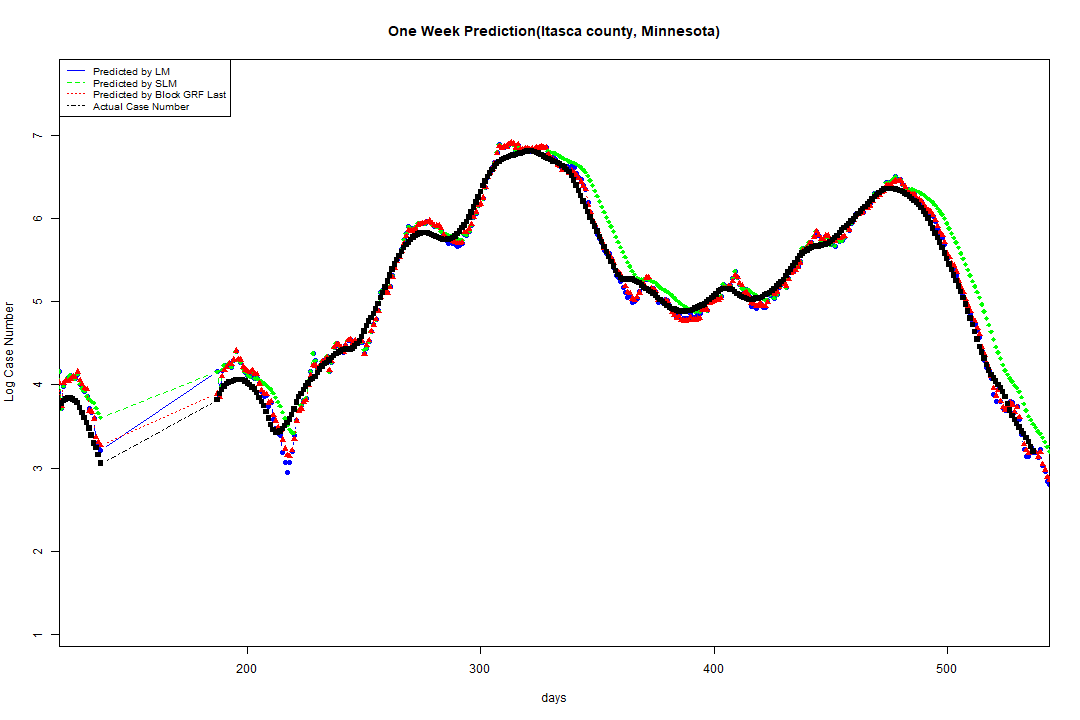 One Week Prediction(Itasca county, Minnesota)
Predicted by LM
Predicted by SLM
Predicted by Block GRF Last
Actual Case Number
7
6
5
4
3
2
1
Log Case Number
200 300 400 500
days